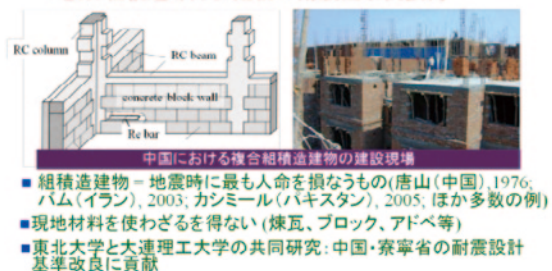 RC column
RC beam
concrete block wall
Re bar
中国における複合組積造建物の建設現場
■ 組積造建物 = 地震時に最も人命を損なうもの(唐山(中国),1976;
バム(イラン), 2003; カシミール(パキスタン), 2005; ほか多数の例)
■ 現地材料を使わざるを得ない (煉瓦、ブロック、アドベ等)
■ 東北大学と大連理工大学の共同研究: 中国・寮寧省の耐震設計
基準改良に貢献